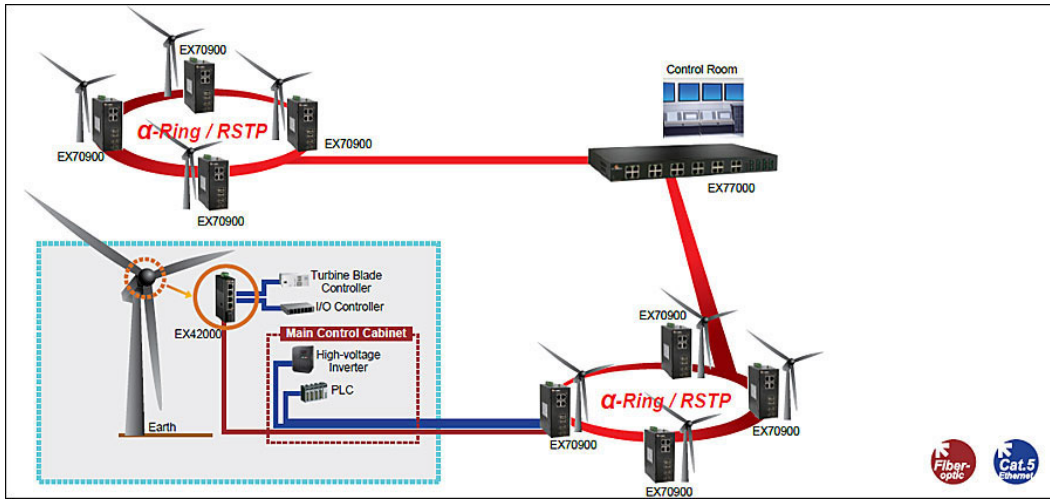 EX70900
Control Room
α-Ring / RSTP
EX70900
EX70900
EX77000
EX70900
Turbine Blade
Controller
I/O Controller
EX42000
EX70900
Main Control Cabinet
High-voltage
Inverter
PLC
α-Ring / RSTP
Earth
EX70900
EX70900
EX70900
Fiber-
optic
Cat.5
Ethernet